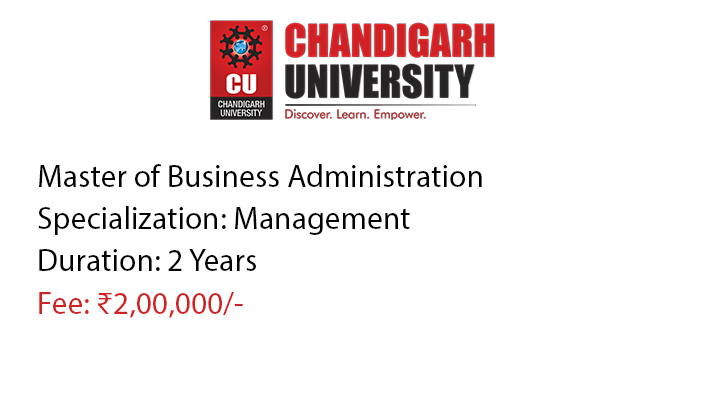 CU
CHANDIGARH
UNIVERSITY
®
CHANDIGARH
UNIVERSITY
Discover. Learn. Empower.
Master of Business Administration
Specialization: Management
Duration: 2 Years
Fee: ₹2,00,000/-